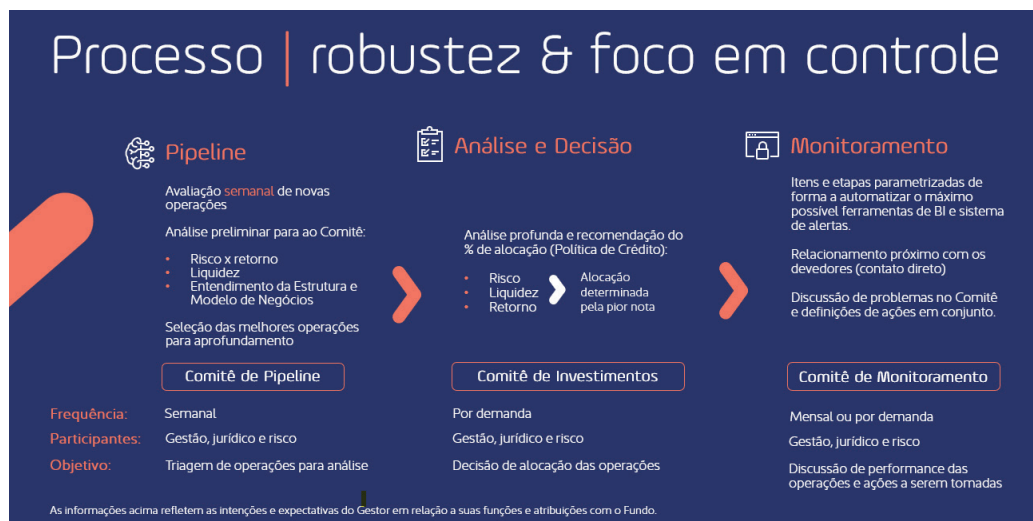 Processo | robustez & foco em controle
Pipeline
Avaliação semanal de novas
operações
Análise preliminar para ao Comitê:
• Risco x retorno
• Liquidez
• Entendimento da Estrutura e
Modelo de Negócios
Seleção das melhores operações
para aprofundamento
Análise e Decisão
Análise profunda e recomendação do
% de alocação (Política de Crédito):
• Risco
• Liquidez
• Retorno
Alocação
determinada
pela pior nota
Monitoramento
Itens e etapas parametrizadas de
forma a automatizar o máximo
possível ferramentas de BI e sistema
de alertas.
Relacionamento próximo com os
devedores (contato direto)
Discussão de problemas no Comitê
e definições de ações em conjunto.
Comitê de Pipeline
Comitê de Investimentos
Comitê de Monitoramento
Frequência: Semanal Por demanda Mensal ou por demanda
Participantes: Gestão, jurídico e risco Gestão, jurídico e risco Gestão, jurídico e risco
Objetivo: Triagem de operações para análise Decisão de alocação das operações Discussão de performance das
operações e ações a serem tomadas
As informações acima refletem as intenções e expectativas do Gestor em relação a suas funções e atribuições com o Fundo.